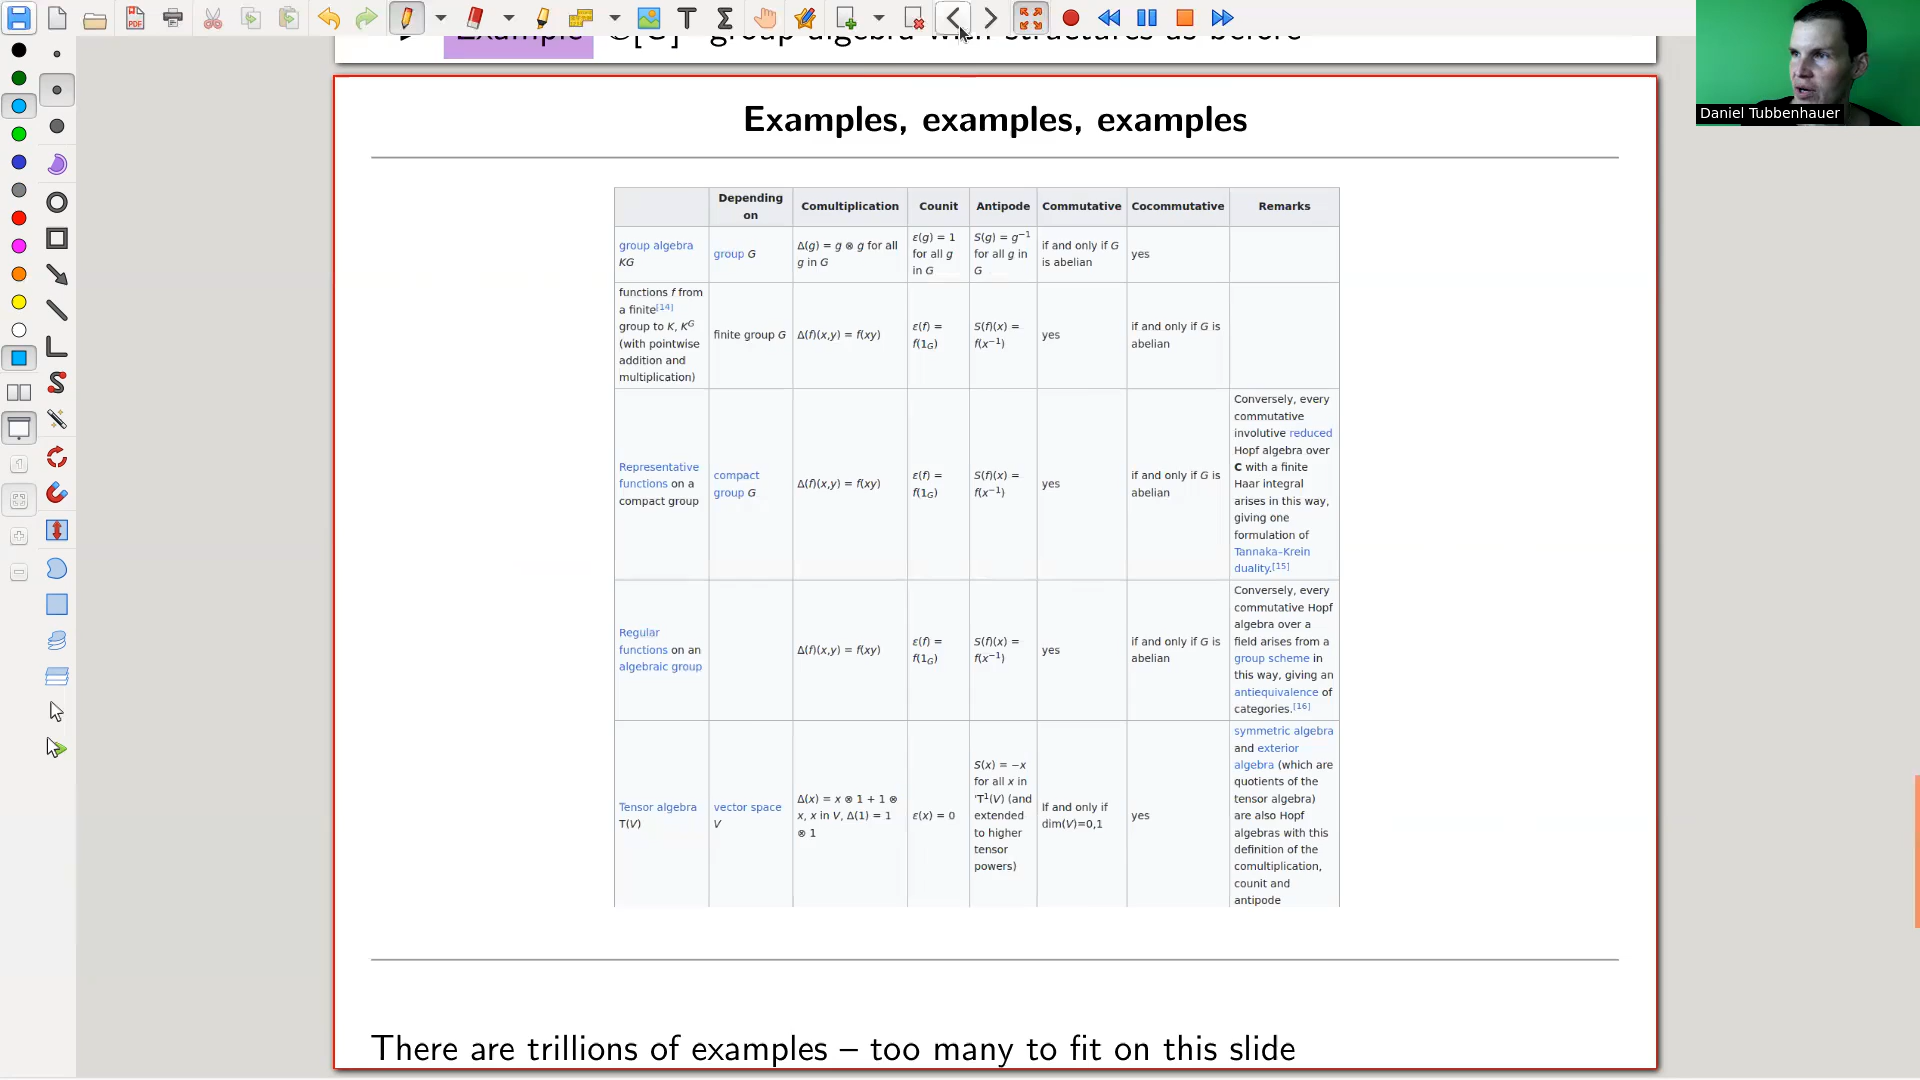 group algebra with structures as before
Daniel Tubbenhauer
Examples, examples, examples
Depending on
Comultiplication
Counit
Antipode
Commutative
Cocommutative
Remarks
group algebra
KG
group G
Δ(g) = g ⊗ g for all
g in G
ε(g) = 1
for all g
in G
S(g) = g⁻¹
for all g in
G
if and only if G
is abelian
yes
functions f from
a finite[14]
group to K, Kᴳ
(with pointwise
addition and
multiplication)
finite group G
Δ(f)(x,y) = f(xy)
ε(f) =
f(1G)
S(f)(x) =
f(x⁻¹)
yes
if and only if G is
abelian
Representative
functions on a
compact group
compact
group G
Δ(f)(x,y) = f(xy)
ε(f) =
f(1G)
S(f)(x) =
f(x⁻¹)
yes
if and only if G is
abelian
Conversely, every
commutative
involutive reduced
Hopf algebra over
C with a finite
Haar integral
arises in this way,
giving one
formulation of
Tannaka–Krein
duality.[15]
Regular
functions on an
algebraic group
Δ(f)(x,y) = f(xy)
ε(f) =
f(1G)
S(f)(x) =
f(x⁻¹)
yes
if and only if G is
abelian
Conversely, every
commutative Hopf
algebra over a
field arises from a
group scheme in
this way, giving an
antiequivalence of
categories.[16]
Tensor algebra
T(V)
vector space
V
Δ(x) = x ⊗ 1 + 1 ⊗
x, x in V, Δ(1) = 1
⊗ 1
ε(x) = 0
S(x) = −x
for all x in
'T¹(V) (and
extended
to higher
tensor
powers)
If and only if
dim(V)=0,1
yes
symmetric algebra
and exterior
algebra (which are
quotients of the
tensor algebra)
are also Hopf
algebras with this
definition of the
comultiplication,
counit and
antipode
There are trillions of examples – too many to fit on this slide